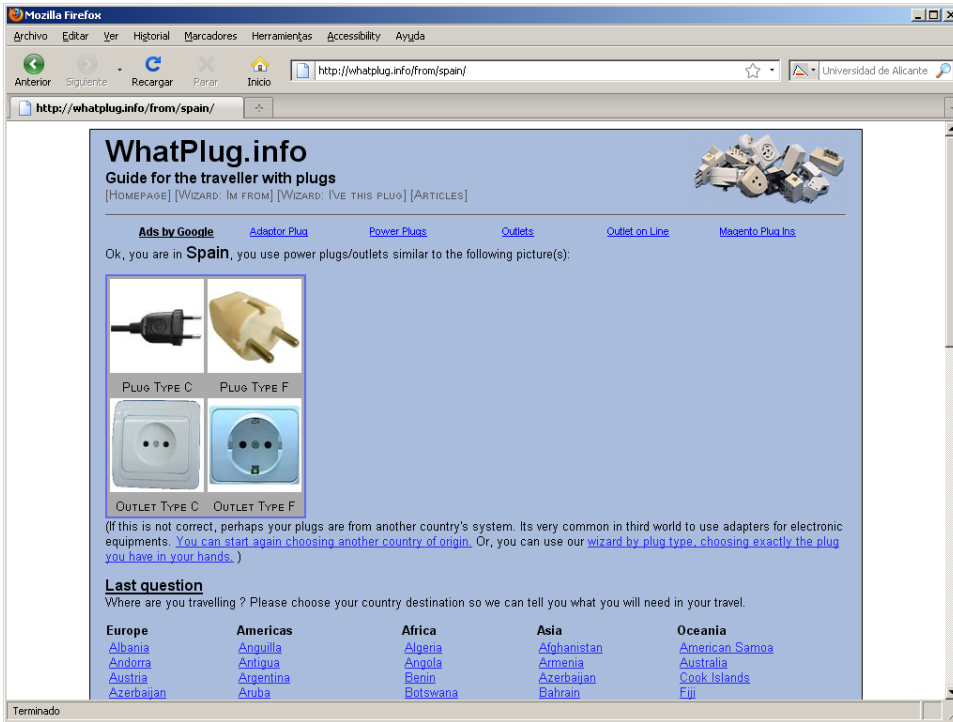 Mozilla Firefox
Archivo Editar Ver Historial Marcadores Herramientas Accessibility Ayuda
Anterior Siguiente Recargar Parar Inicio http://whatplug.info/from/spain/ Universidad de Alicante
http://whatplug.info/from/spain/
WhatPlug.info
Guide for the traveller with plugs
[Homepage] [Wizard: Im from] [Wizard: I've this plug] [Articles]
Ads by Google Adaptor Plug Power Plugs Outlets Outlet on Line Magento Plug Ins
Ok, you are in Spain, you use power plugs/outlets similar to the following picture(s):
Plug Type C Plug Type F
Outlet Type C Outlet Type F
(If this is not correct, perhaps your plugs are from another country's system. Its very common in third world to use adapters for electronic
equipments. You can start again choosing another country of origin. Or, you can use our wizard by plug type, choosing exactly the plug
you have in your hands. )
Last question
Where are you travelling ? Please choose your country destination so we can tell you what you will need in your travel.
Europe Americas Africa Asia Oceania
Albania Anguilla Algeria Afghanistan American Samoa
Andorra Antigua Angola Armenia Australia
Austria Argentina Benin Azerbaijan Cook Islands
Azerbaijan Aruba Botswana Bahrain Fiji
Terminado